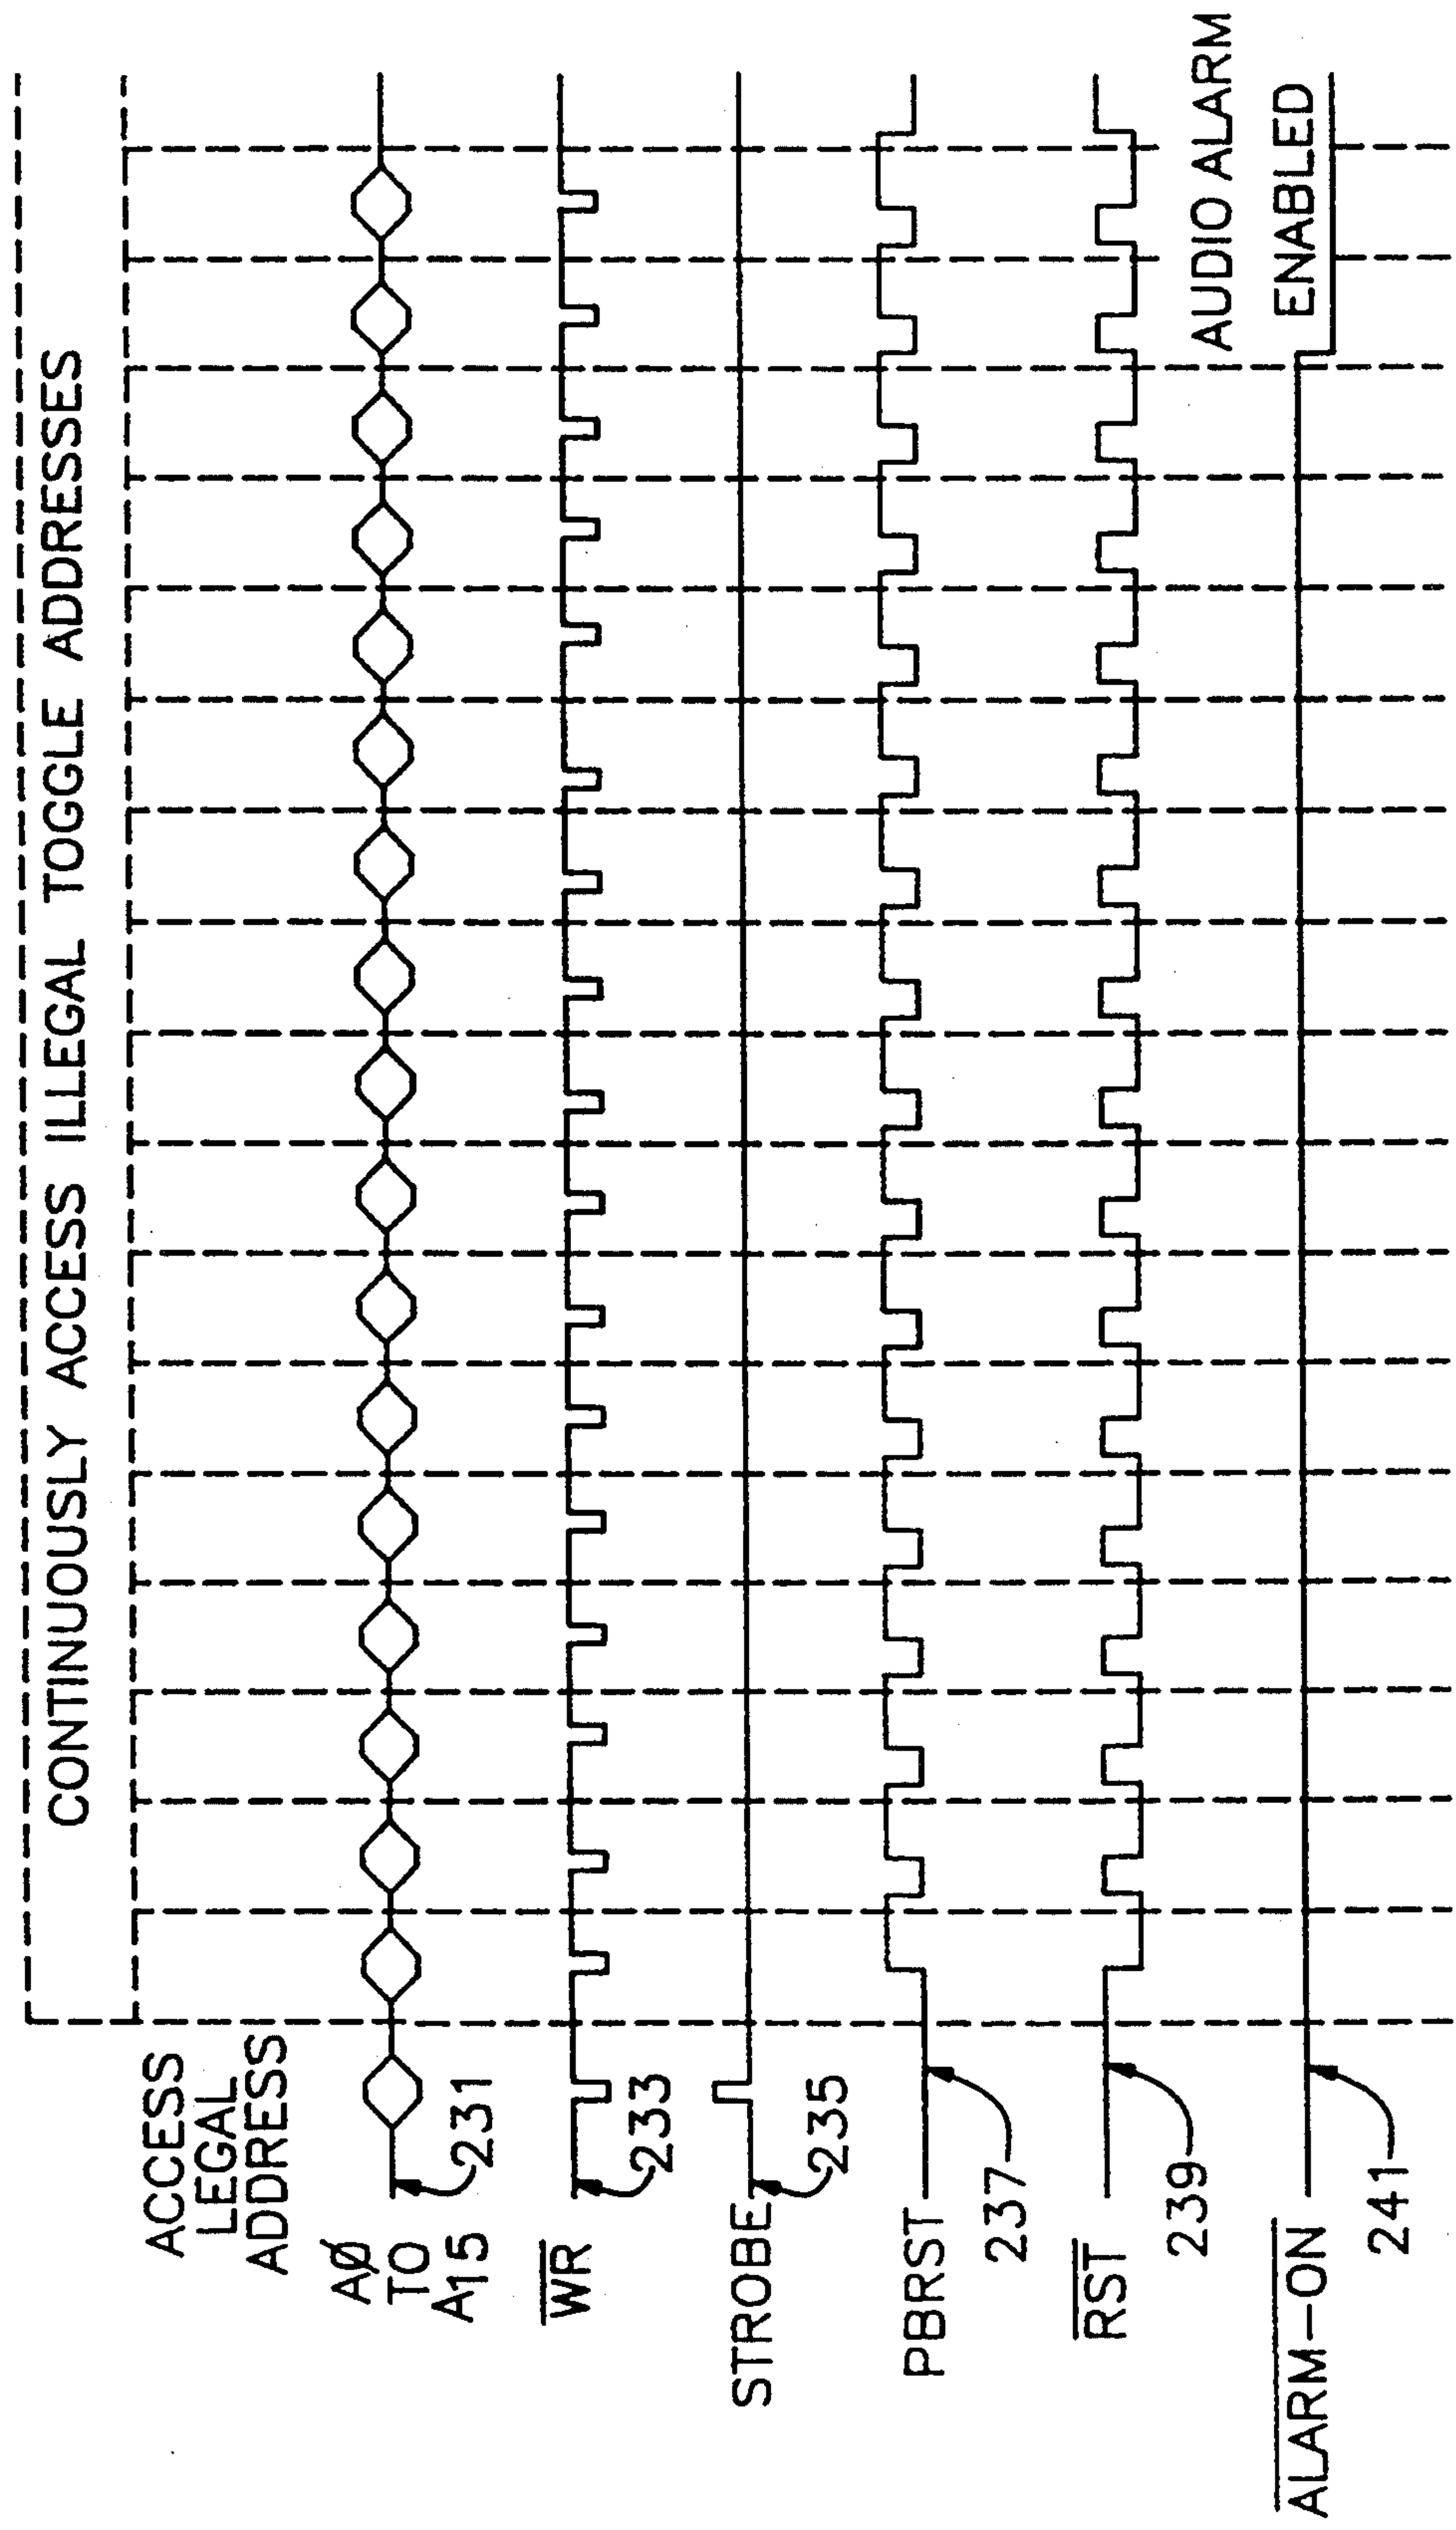 CONTINUOUSLY ACCESS ILLEGAL TOGGLE ADDRESSES
ACCESS
LEGAL
ADDRESS
AØ
TO
A15
231
WR
233
STROBE
235
PBRST
237
RST
239
AUDIO ALARM
ENABLED
ALARM-ON
241